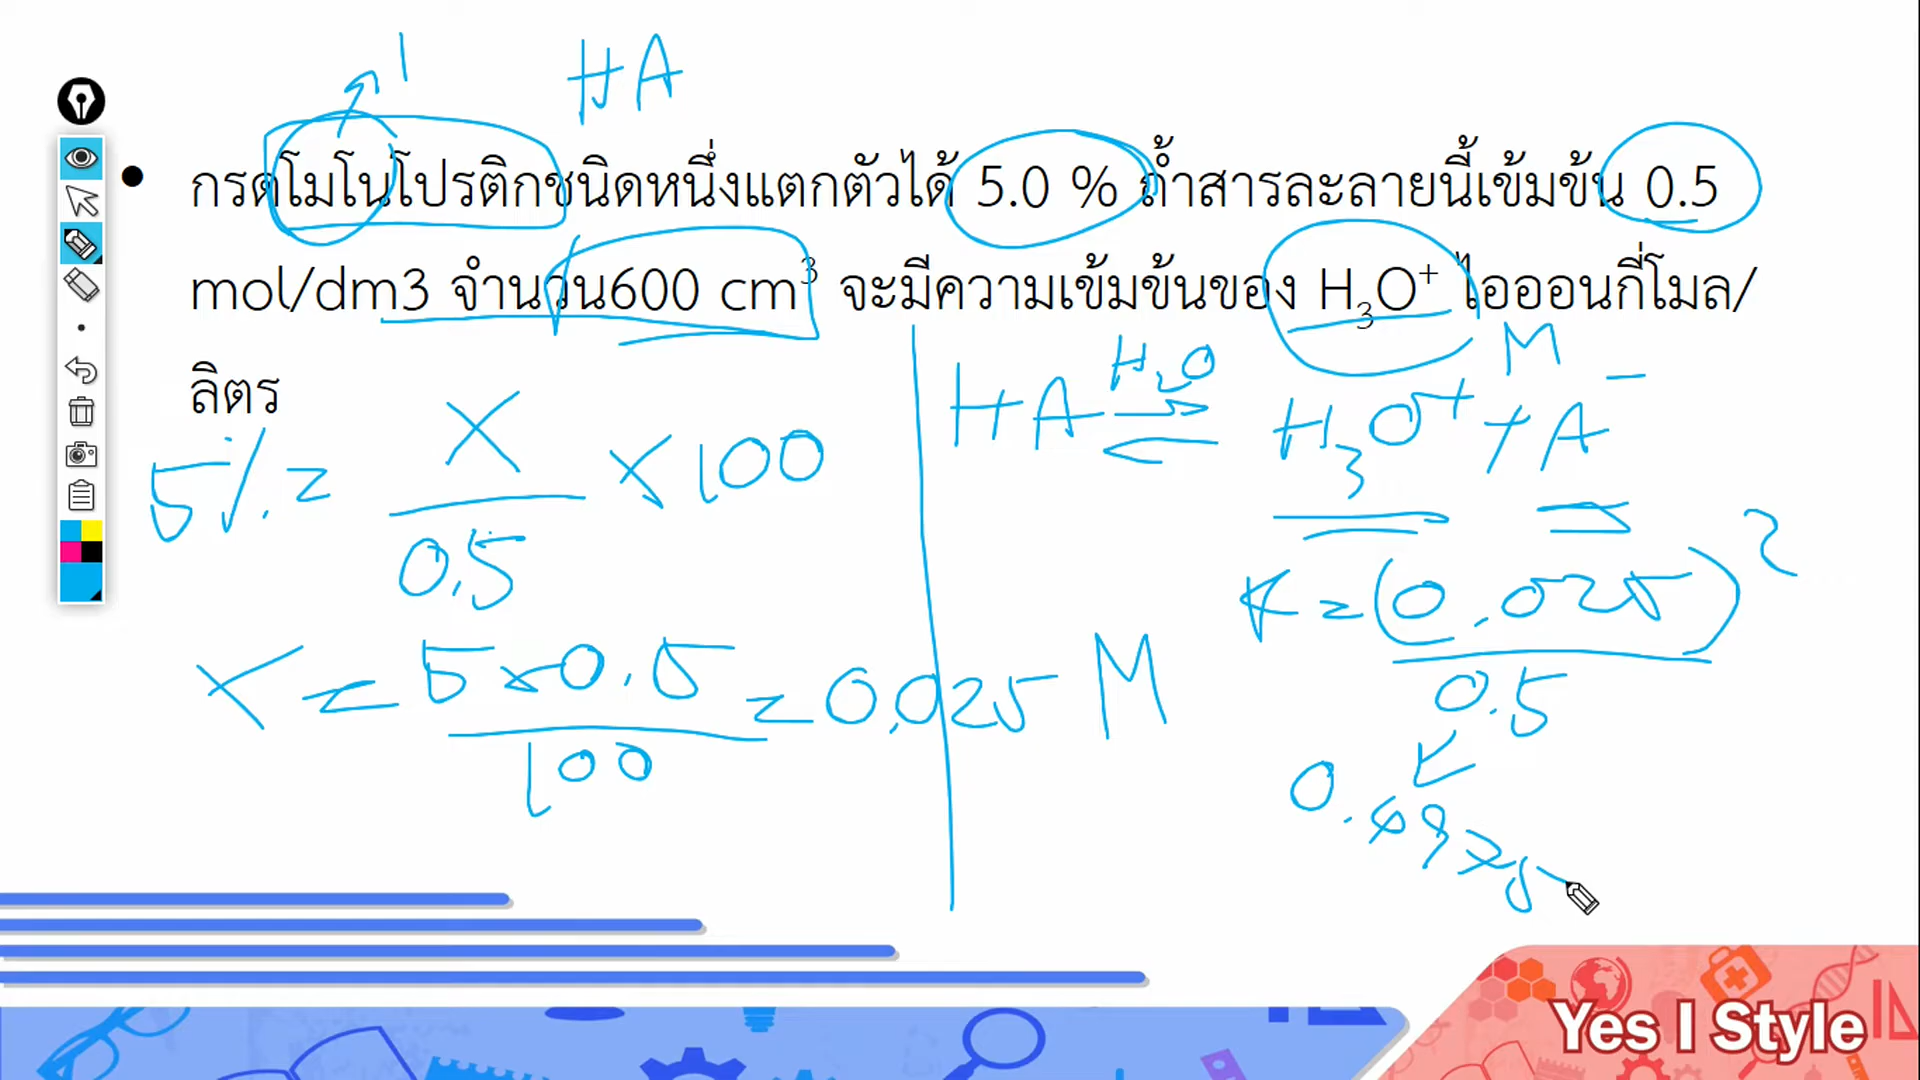 1 HA
กรดโมโนโปรติกชนิดหนึ่งแตกตัวได้ 5.0 % ถ้ำสารละลายนี้เข้มข้น 0.5
mol/dm3 จำนวน600 cm³ จะมีความเข้มข้นของ H₃O⁺ ไอออนกี่โมล/
ลิตร
M
5% = X/0.5 × 100
HA ⇌ H₂O H₃O⁺ + A⁻
K = (0.025)²/0.5
X = 5×0.5/100 = 0.025 M
0.4975
Yes I Style